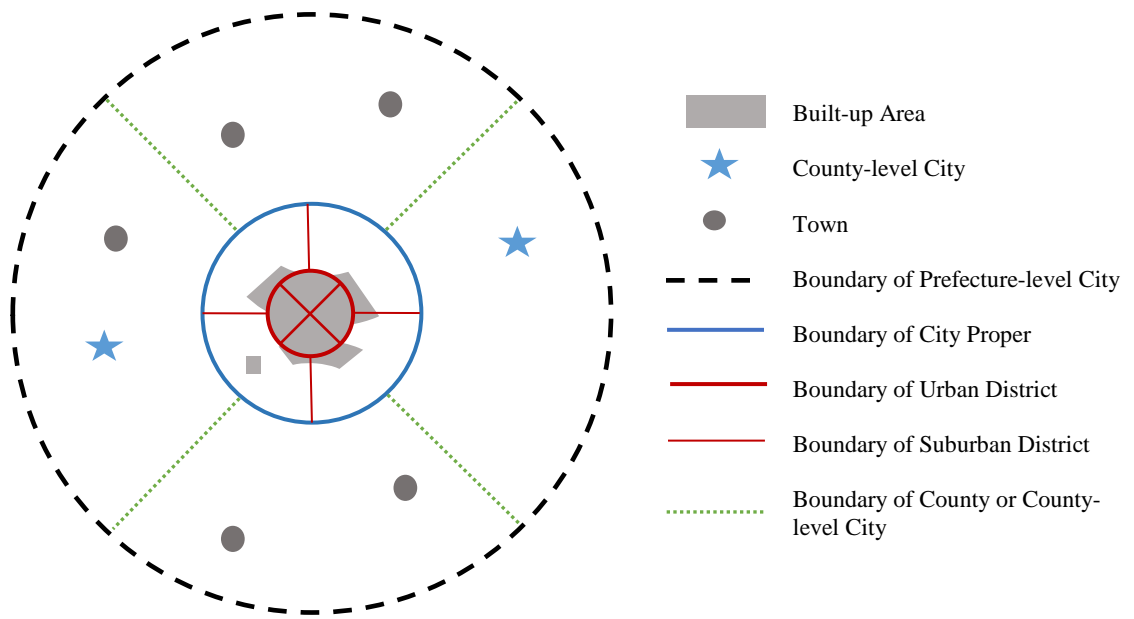 Built-up Area
County-level City
Town
Boundary of Prefecture-level City
Boundary of City Proper
Boundary of Urban District
Boundary of Suburban District
Boundary of County or County-
level City